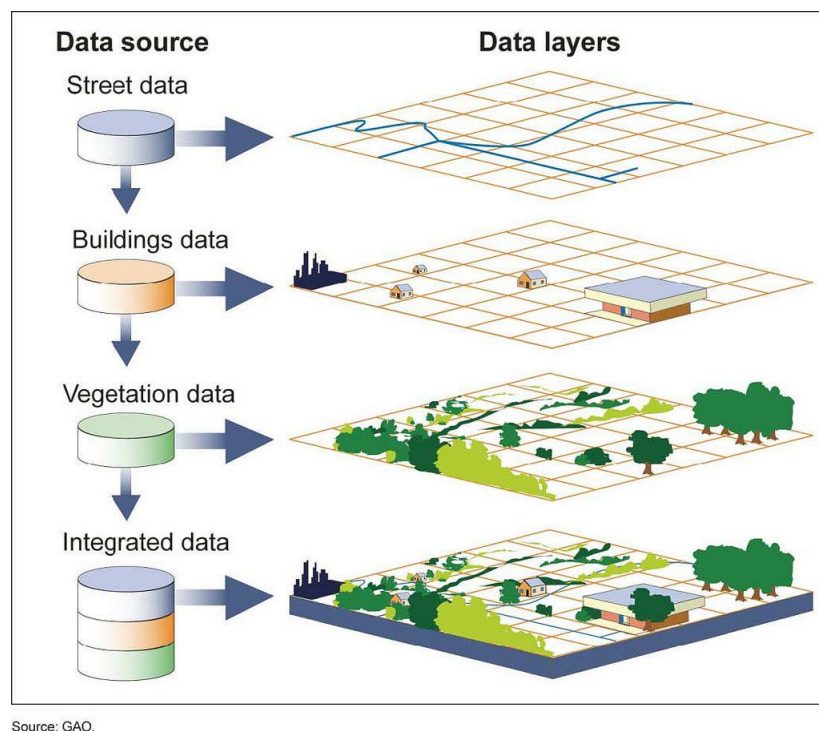 Data source
Data layers
Street data
Buildings data
Vegetation data
Integrated data
Source: GAO.